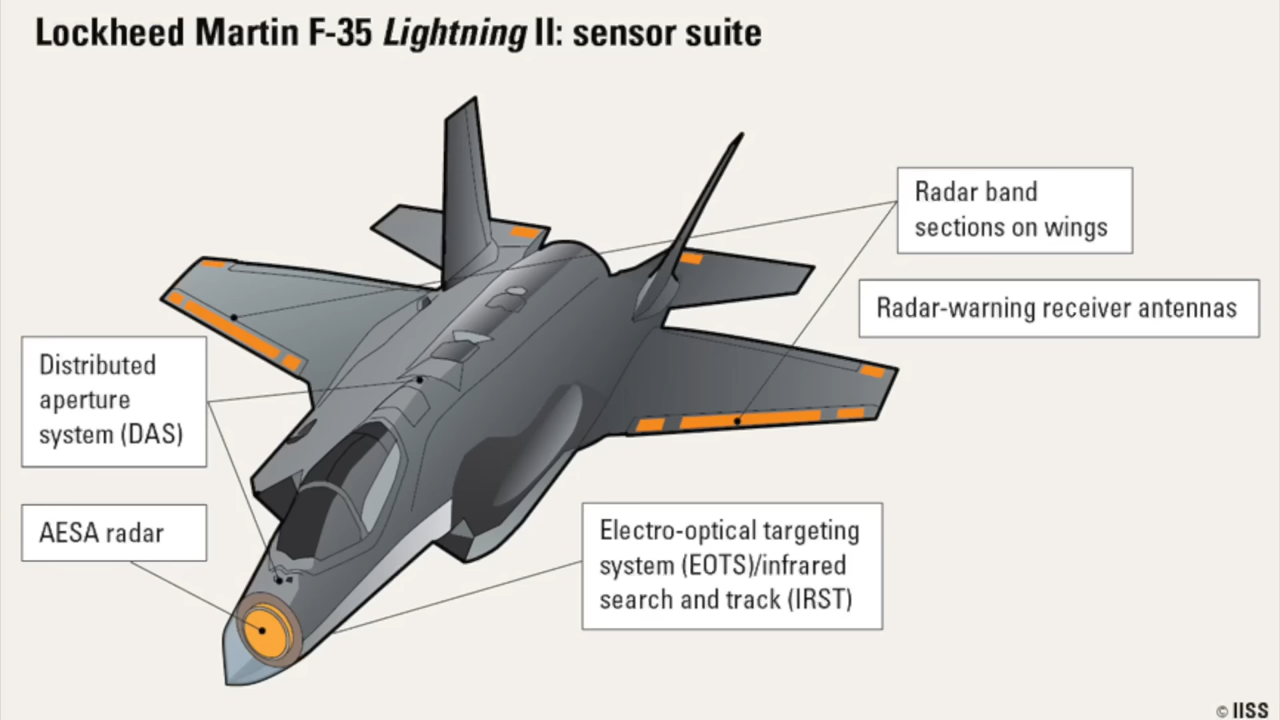 Lockheed Martin F-35 Lightning II: sensor suite
Radar band
sections on wings
Radar-warning receiver antennas
Distributed
aperture
system (DAS)
AESA radar
Electro-optical targeting
system (EOTS)/infrared
search and track (IRST)
© IISS